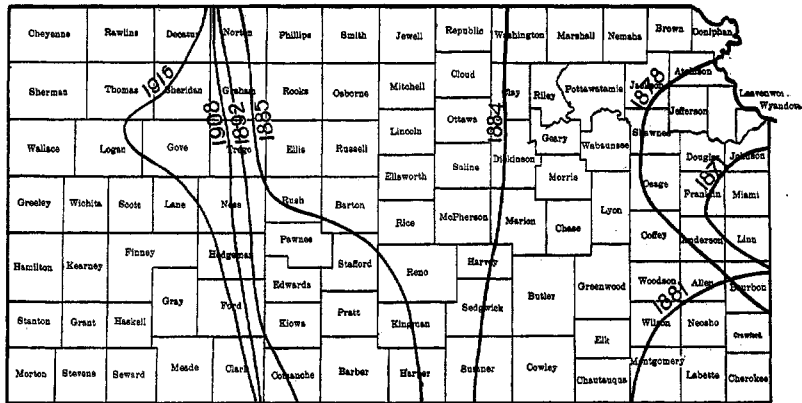 Cheyenne Rawlins Decatur Norton Phillips Smith Jewell Republic Washington Marshall Nemaha Brown Doniphan
Sherman Thomas Sheridan Graham Rooks Osborne Mitchell Cloud Clay Riley Pottawatamie Jackson Atchison
Leavenwor.
Wyandott
1916 1908 1892 1885 1884 1878
Lincoln Ottawa Geary Wabaunsee Shawnee Jefferson
Wallace Logan Gove Trego Ellis Russell Ellsworth Saline Dickinson Morris Osage Douglas Johnson
187
Greeley Wichita Scott Lane Ness Rush Barton Rice McPherson Marion Chase Lyon Franklin Miami
Finney Hodgeman Pawnee Stafford Reno Harvey Coffey Anderson Linn
Hamilton Kearney Gray Ford Edwards Sedgwick Butler Greenwood Woodson Allen Bourbon
1881
Stanton Grant Haskell Kiowa Pratt Kingman Elk Wilson Neosho Crawford
Morton Stevens Seward Meade Clark Comanche Barber Harper Sumner Cowley Chautauqua Montgomery Labette Cherokee